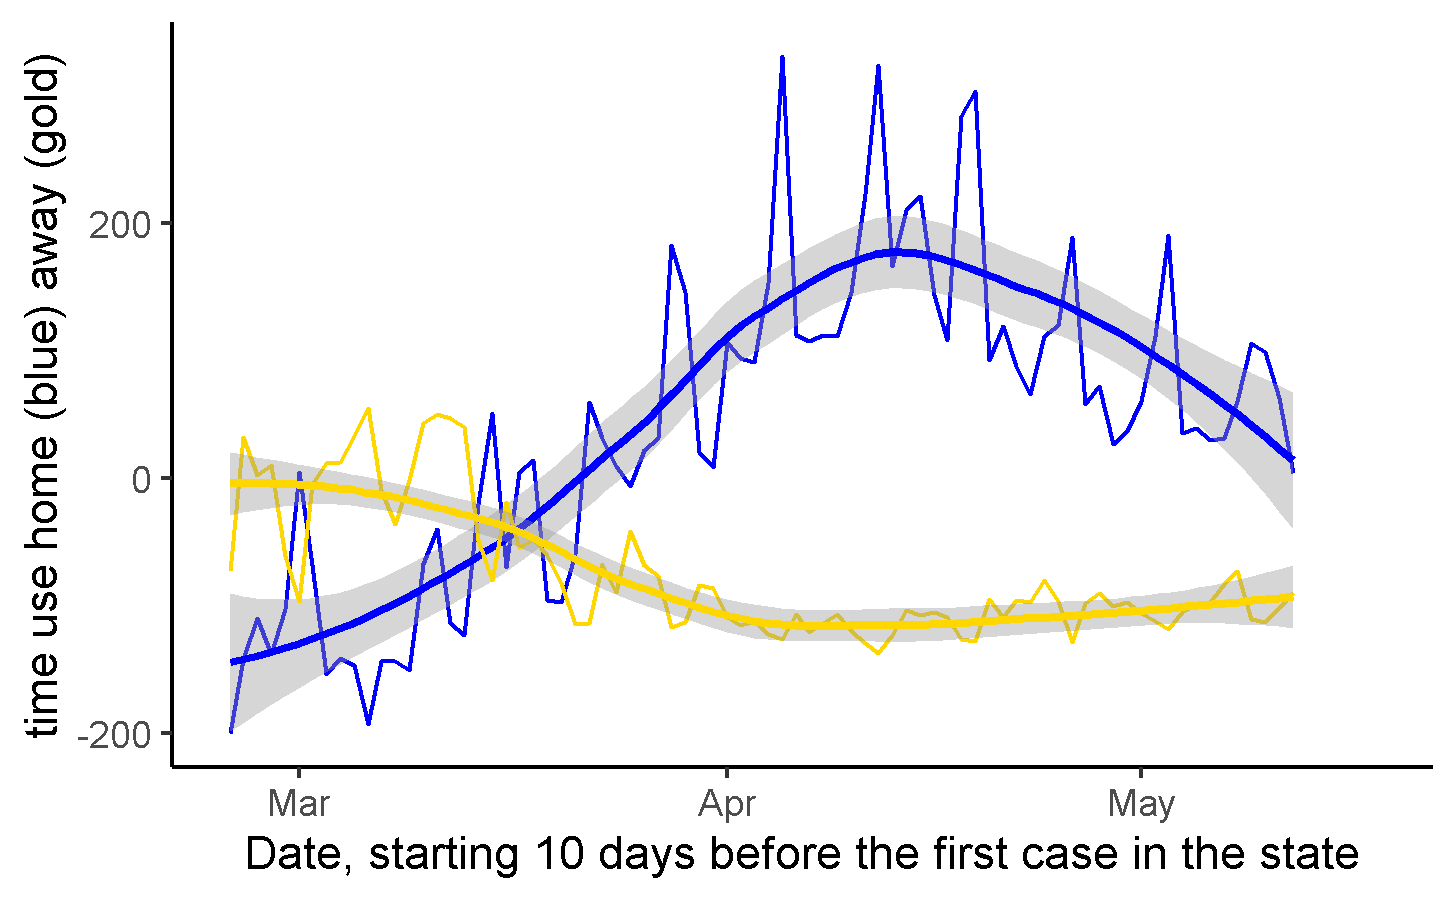 time use home (blue) away (gold)
200
0
-200
Mar
Apr
May
Date, starting 10 days before the first case in the state